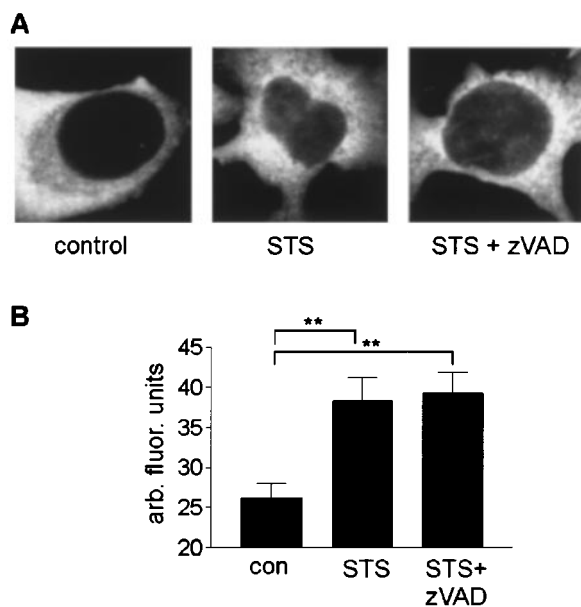 A
control STS STS + zVAD
B
** 
**
arb. fluor. units
45
40
35
30
25
20
con STS STS+
zVAD